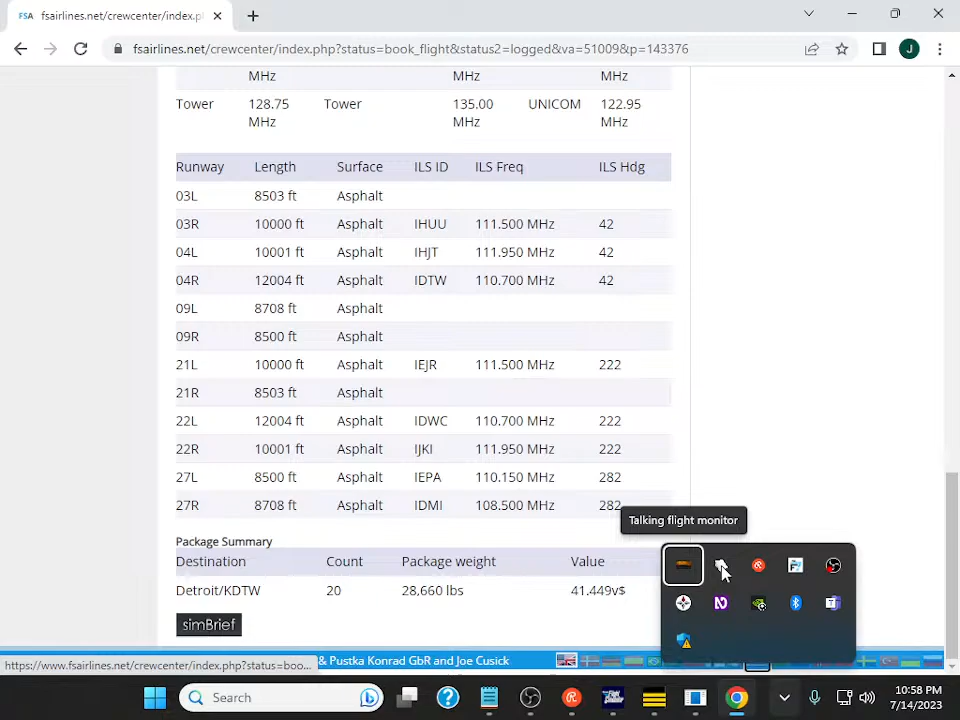 fsairlines.net/crewcenter/index.p
fsairlines.net/crewcenter/index.php?status=book_flight&status2=logged&va=51009&p=143376
J
MHz MHz MHz
Tower 128.75 MHz Tower 135.00 MHz UNICOM 122.95 MHz
Runway Length Surface ILS ID ILS Freq ILS Hdg
03L 8503 ft Asphalt
03R 10000 ft Asphalt IHUU 111.500 MHz 42
04L 10001 ft Asphalt IHJT 111.950 MHz 42
04R 12004 ft Asphalt IDTW 110.700 MHz 42
09L 8708 ft Asphalt
09R 8500 ft Asphalt
21L 10000 ft Asphalt IEJR 111.500 MHz 222
21R 8503 ft Asphalt
22L 12004 ft Asphalt IDWC 110.700 MHz 222
22R 10001 ft Asphalt IJKI 111.950 MHz 222
27L 8500 ft Asphalt IEPA 110.150 MHz 282
27R 8708 ft Asphalt IDMI 108.500 MHz 282
Talking flight monitor
Package Summary
Destination Count Package weight Value
Detroit/KDTW 20 28,660 lbs 41.449v$
simBrief
https://www.fsairlines.net/crewcenter/index.php?status=boo...
& Pustka Konrad GbR and Joe Cusick
Search
10:58 PM
7/14/2023